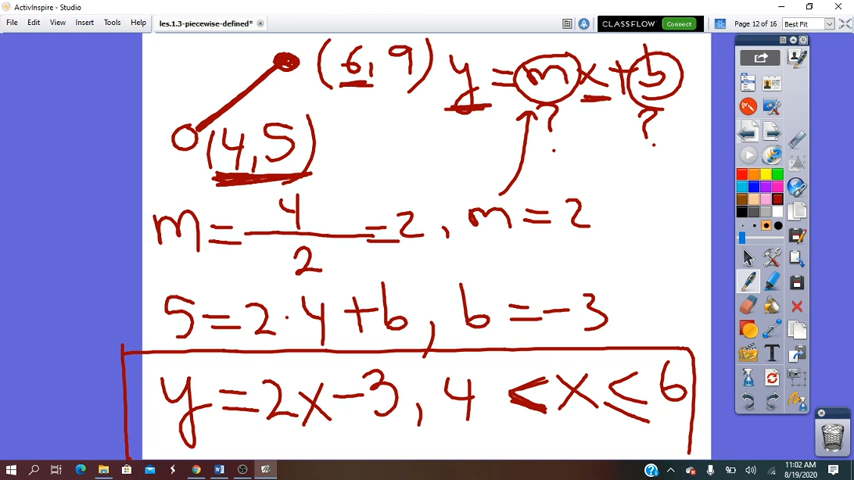 ActivInspire - Studio
File Edit View Insert Tools Help
les.1.3-piecewise-defined*
CLASSFLOW Connect
Page 12 of 16
Best Fit
(6, 9) y = mx + b
(4, 5) ? ?
m = 4/2 = 2, m = 2
5 = 2 · 4 + b, b = -3
y = 2x - 3, 4 < x ≤ 6
11:02 AM
8/19/2020